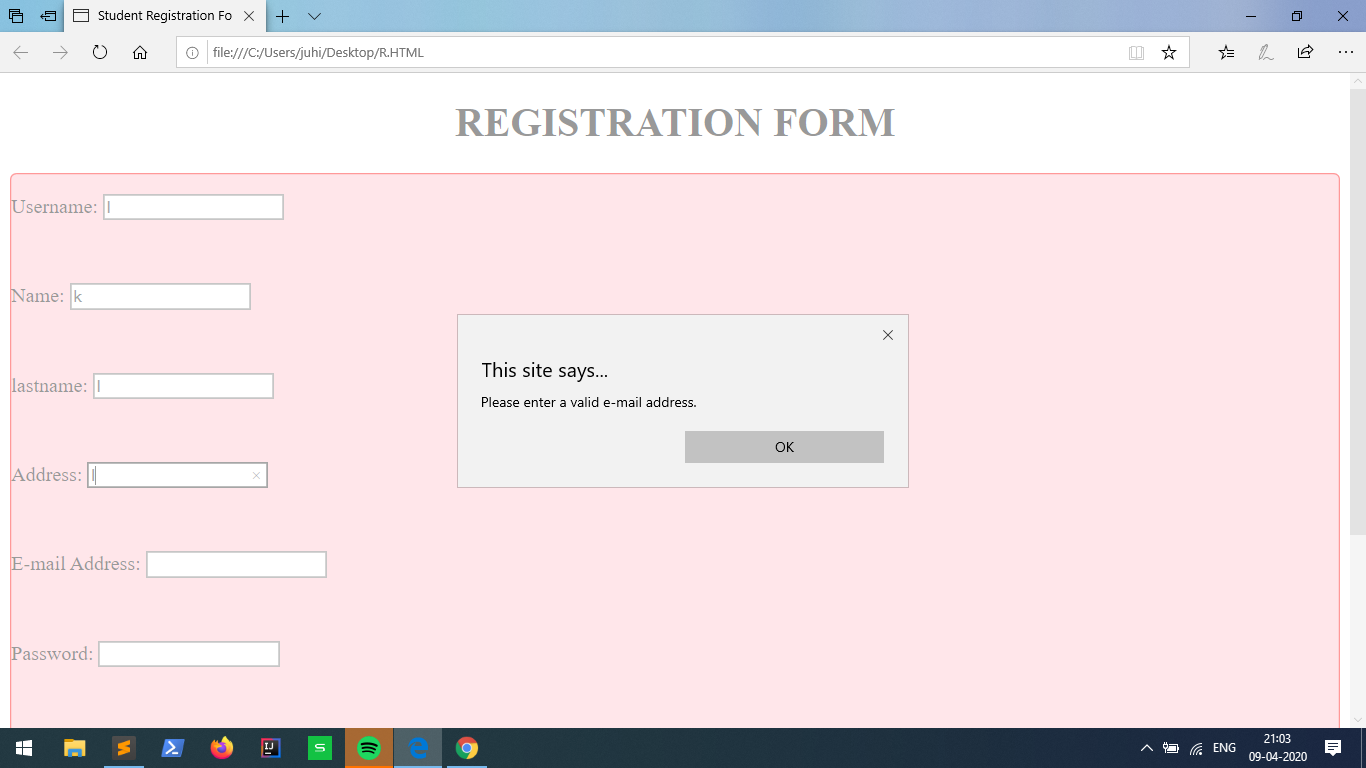 Student Registration Fo
file:///C:/Users/juhi/Desktop/R.HTML
REGISTRATION FORM
Username: l
Name: k
lastname: l
Address: l
E-mail Address:
Password:
This site says...
Please enter a valid e-mail address.
OK
ENG
21:03
09-04-2020